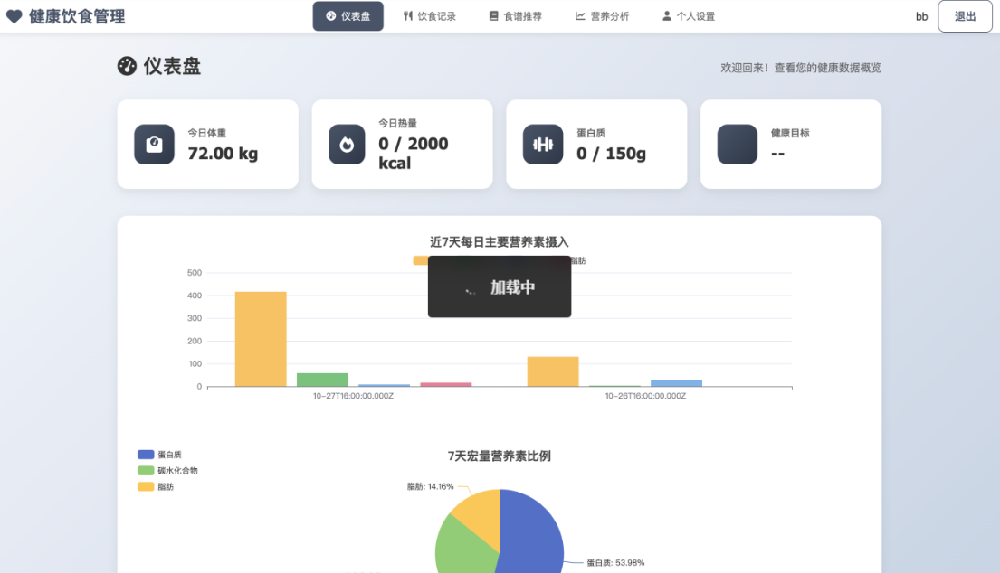 健康饮食管理
仪表盘
饮食记录
食谱推荐
营养分析
个人设置
bb
退出
仪表盘
欢迎回来！查看您的健康数据概览
今日体重
72.00 kg
今日热量
0 / 2000
kcal
蛋白质
0 / 150g
健康目标
--
近7天每日主要营养素摄入
脂肪
加载中
500
400
300
200
100
0
10-27T16:00:00.000Z
10-26T16:00:00.000Z
7天宏量营养素比例
蛋白质
碳水化合物
脂肪
脂肪: 14.16%
蛋白质: 53.98%